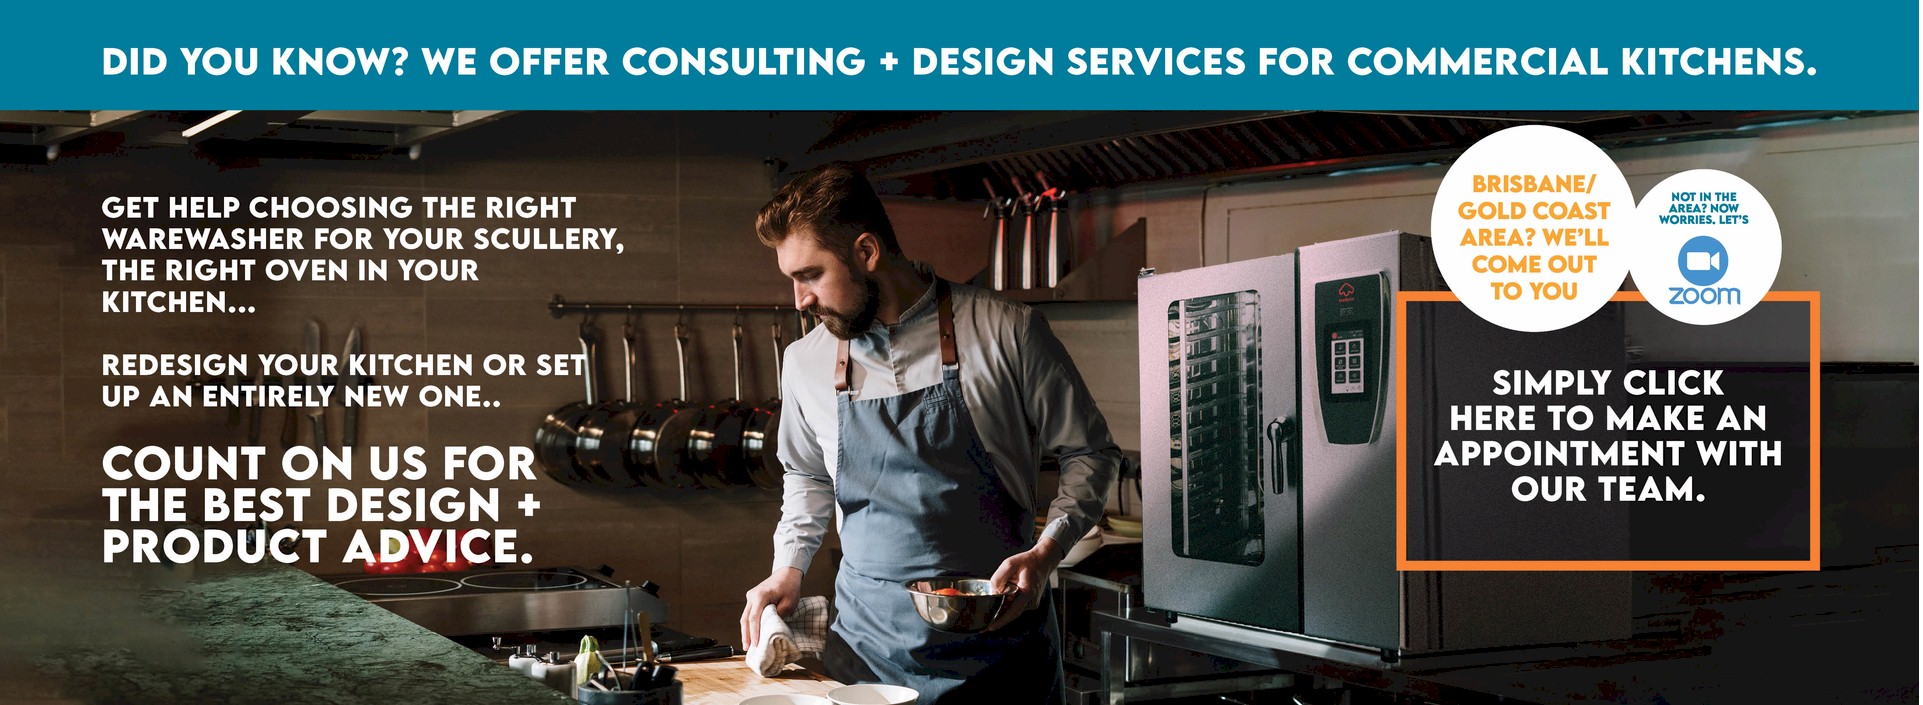 DID YOU KNOW? WE OFFER CONSULTING + DESIGN SERVICES FOR COMMERCIAL KITCHENS.
GET HELP CHOOSING THE RIGHT
WAREWASHER FOR YOUR SCULLERY,
THE RIGHT OVEN IN YOUR
KITCHEN...
REDESIGN YOUR KITCHEN OR SET
UP AN ENTIRELY NEW ONE..
COUNT ON US FOR
THE BEST DESIGN +
PRODUCT ADVICE.
BRISBANE/
GOLD COAST
AREA? WE'LL
COME OUT
TO YOU
NOT IN THE
AREA? NOW
WORRIES. LET'S
zoom
SIMPLY CLICK
HERE TO MAKE AN
APPOINTMENT WITH
OUR TEAM.